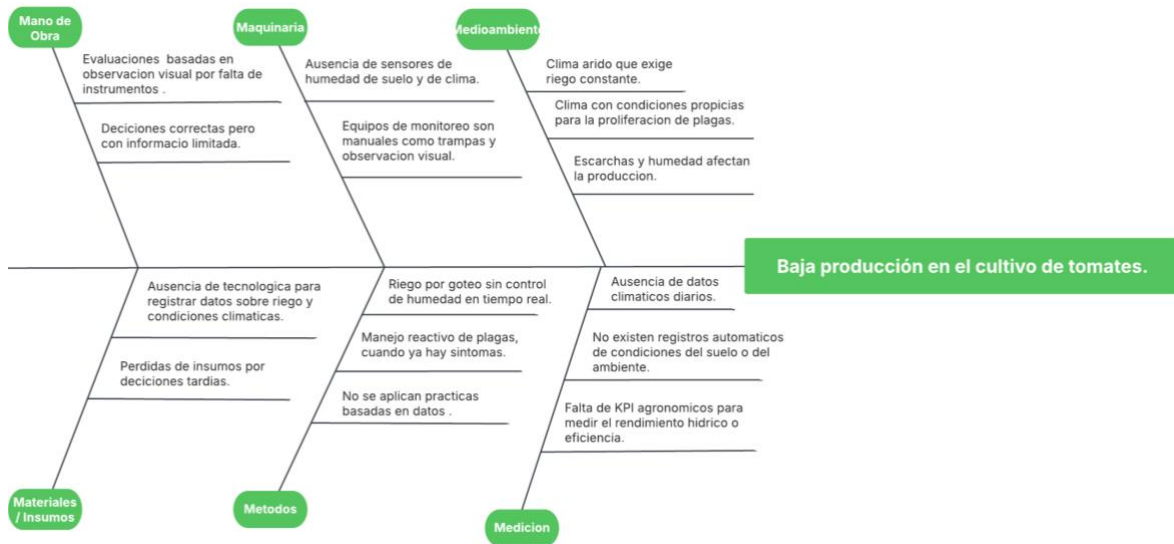 Mano de
Obra
Maquinaria
Medioambiente
Evaluaciones basadas en
observacion visual por falta de
instrumentos .
Deciciones correctas pero
con informacio limitada.
Ausencia de sensores de
humedad de suelo y de clima.
Equipos de monitoreo son
manuales como trampas y
observacion visual.
Clima arido que exige
riego constante.
Clima con condiciones propicias
para la proliferacion de plagas.
Escarchas y humedad afectan
la produccion.
Baja producción en el cultivo de tomates.
Ausencia de tecnologica para
registrar datos sobre riego y
condiciones climaticas.
Perdidas de insumos por
deciciones tardias.
Riego por goteo sin control
de humedad en tiempo real.
Manejo reactivo de plagas,
cuando ya hay sintomas.
No se aplican practicas
basadas en datos .
Ausencia de datos
climaticos diarios.
No existen registros automaticos
de condiciones del suelo o del
ambiente.
Falta de KPI agronomicos para
medir el rendimiento hidrico o
eficiencia.
Materiales
/ Insumos
Metodos
Medicion